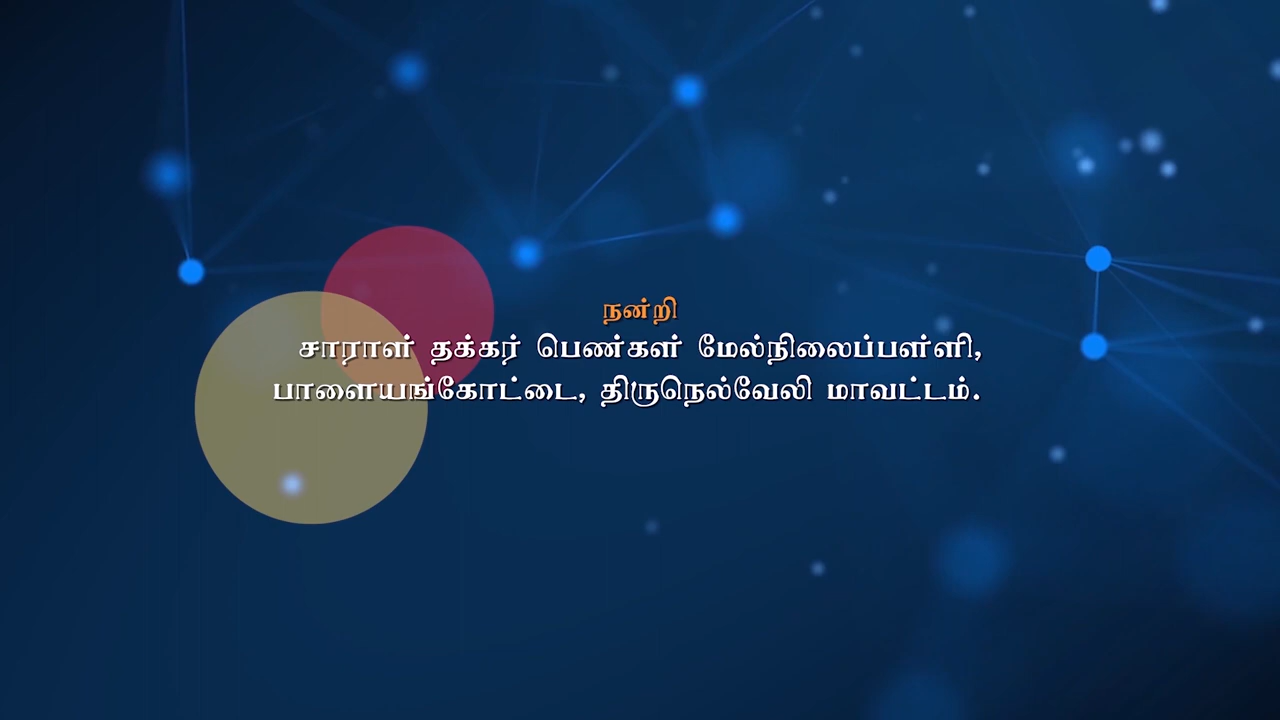 நன்றி
சாராள் தக்கர் பெண்கள் மேல்நிலைப்பள்ளி,
பாளையங்கோட்டை, திருநெல்வேலி மாவட்டம்.